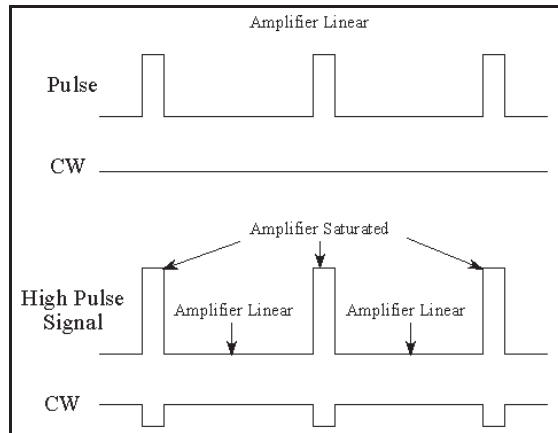 Amplifier Linear
Pulse
CW
Amplifier Saturated
High Pulse
Signal
Amplifier Linear
Amplifier Linear
CW